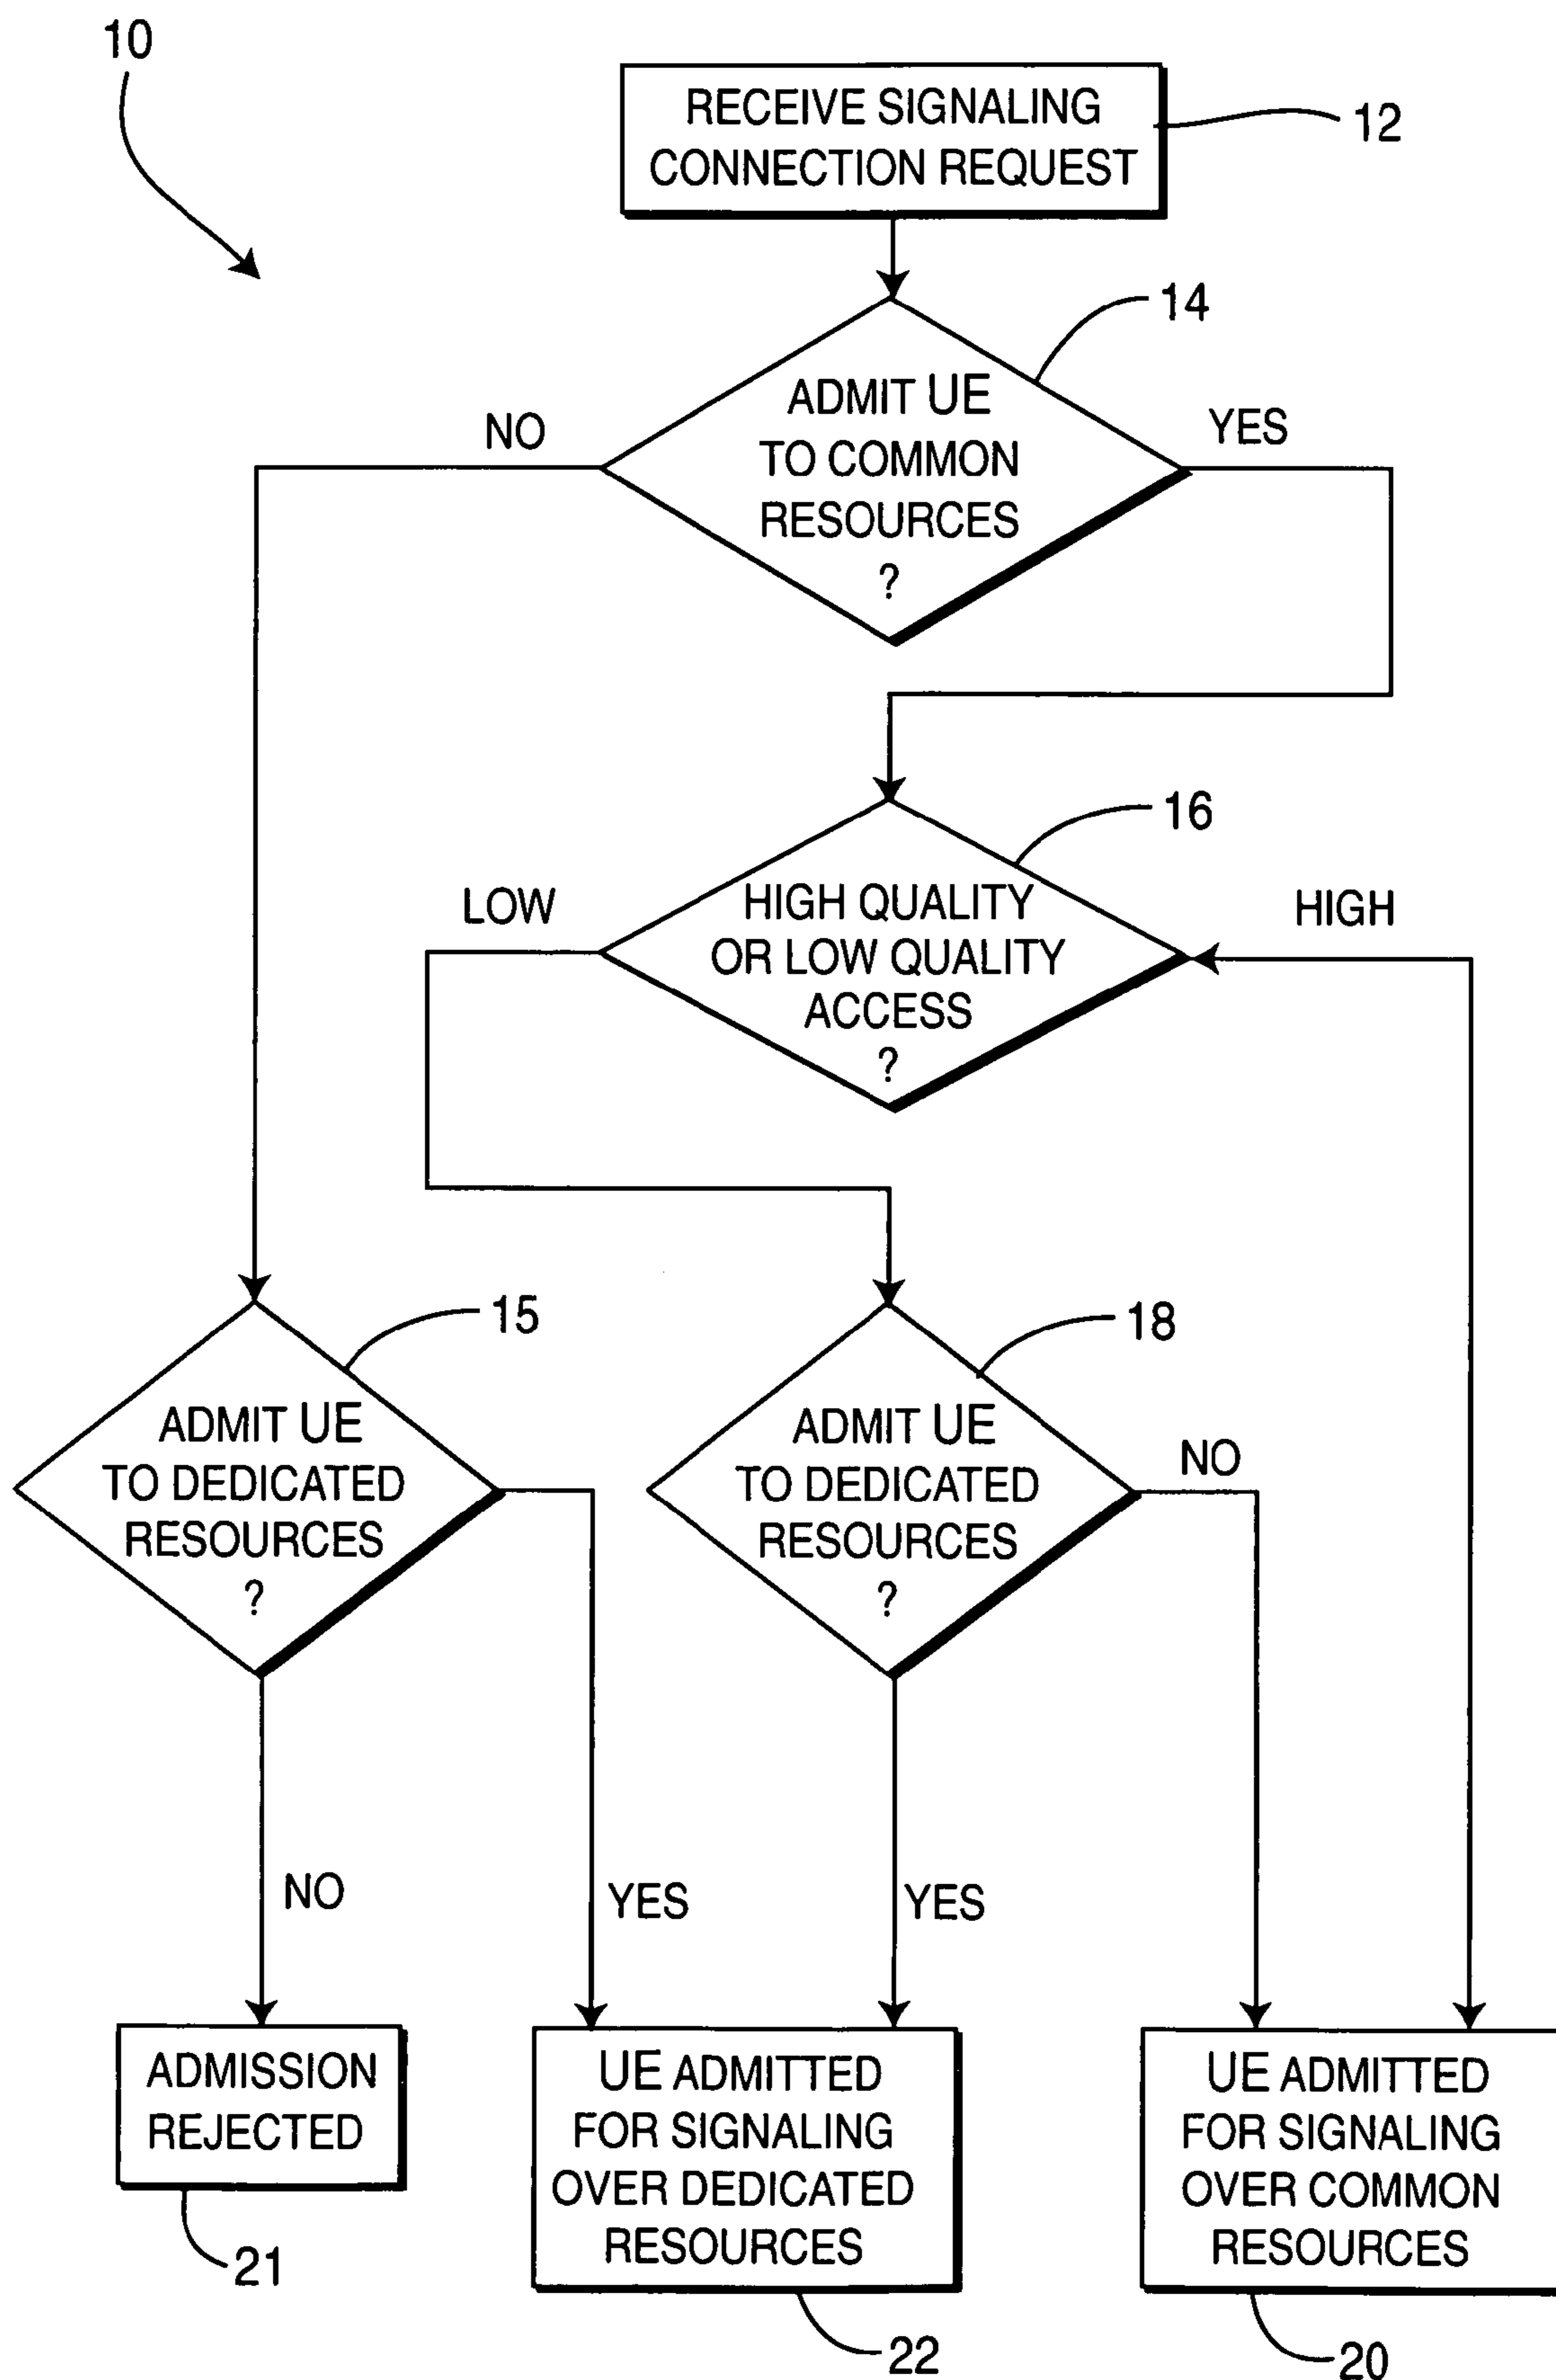 10
RECEIVE SIGNALING
CONNECTION REQUEST
12
14
ADMIT UE
TO COMMON
RESOURCES
?
NO
YES
16
HIGH QUALITY
OR LOW QUALITY
ACCESS
?
LOW
HIGH
15
ADMIT UE
TO DEDICATED
RESOURCES
?
18
ADMIT UE
TO DEDICATED
RESOURCES
?
NO
NO
YES
YES
ADMISSION
REJECTED
21
UE ADMITTED
FOR SIGNALING
OVER DEDICATED
RESOURCES
22
UE ADMITTED
FOR SIGNALING
OVER COMMON
RESOURCES
20